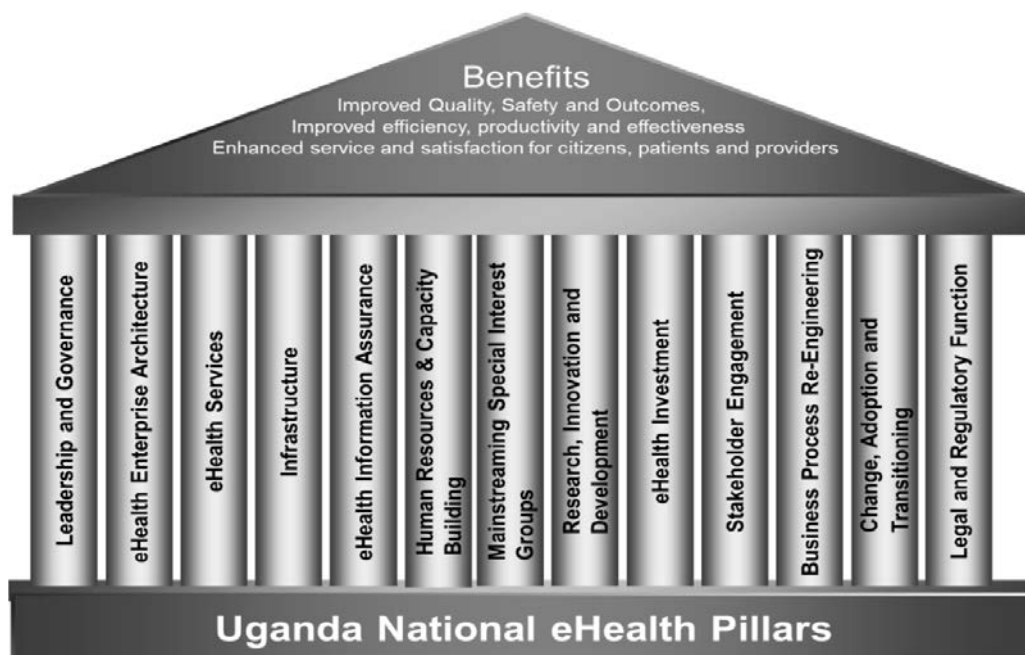 Benefits
Improved Quality, Safety and Outcomes,
Improved efficiency, productivity and effectiveness
Enhanced service and satisfaction for citizens, patients and providers
Leadership and Governance
eHealth Enterprise Architecture
eHealth Services
Infrastructure
eHealth Information Assurance
Human Resources & Capacity
Building
Mainstreaming Special Interest
Groups
Research, Innovation and
Development
eHealth Investment
Stakeholder Engagement
Business Process Re-Engineering
Change, Adoption and
Transitioning
Legal and Regulatory Function
Uganda National eHealth Pillars